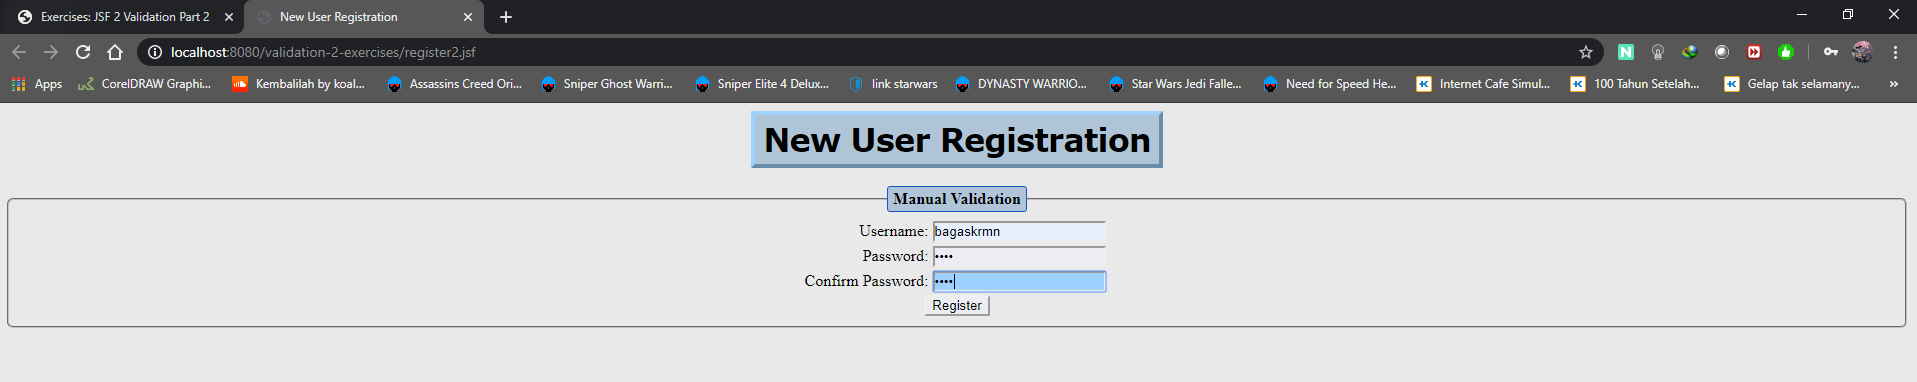 Exercises: JSF 2 Validation Part 2
New User Registration
localhost:8080/validation-2-exercises/register2.jsf
Apps CorelDRAW Graphi... Kembalilah by koal... Assassins Creed Ori... Sniper Ghost Warri... Sniper Elite 4 Delux... link starwars DYNASTY WARRIO... Star Wars Jedi Falle... Need for Speed He... Internet Cafe Simul... 100 Tahun Setelah... Gelap tak selamany... »
New User Registration
Manual Validation
Username: bagaskrmn
Password: ••••
Confirm Password: ••••
Register